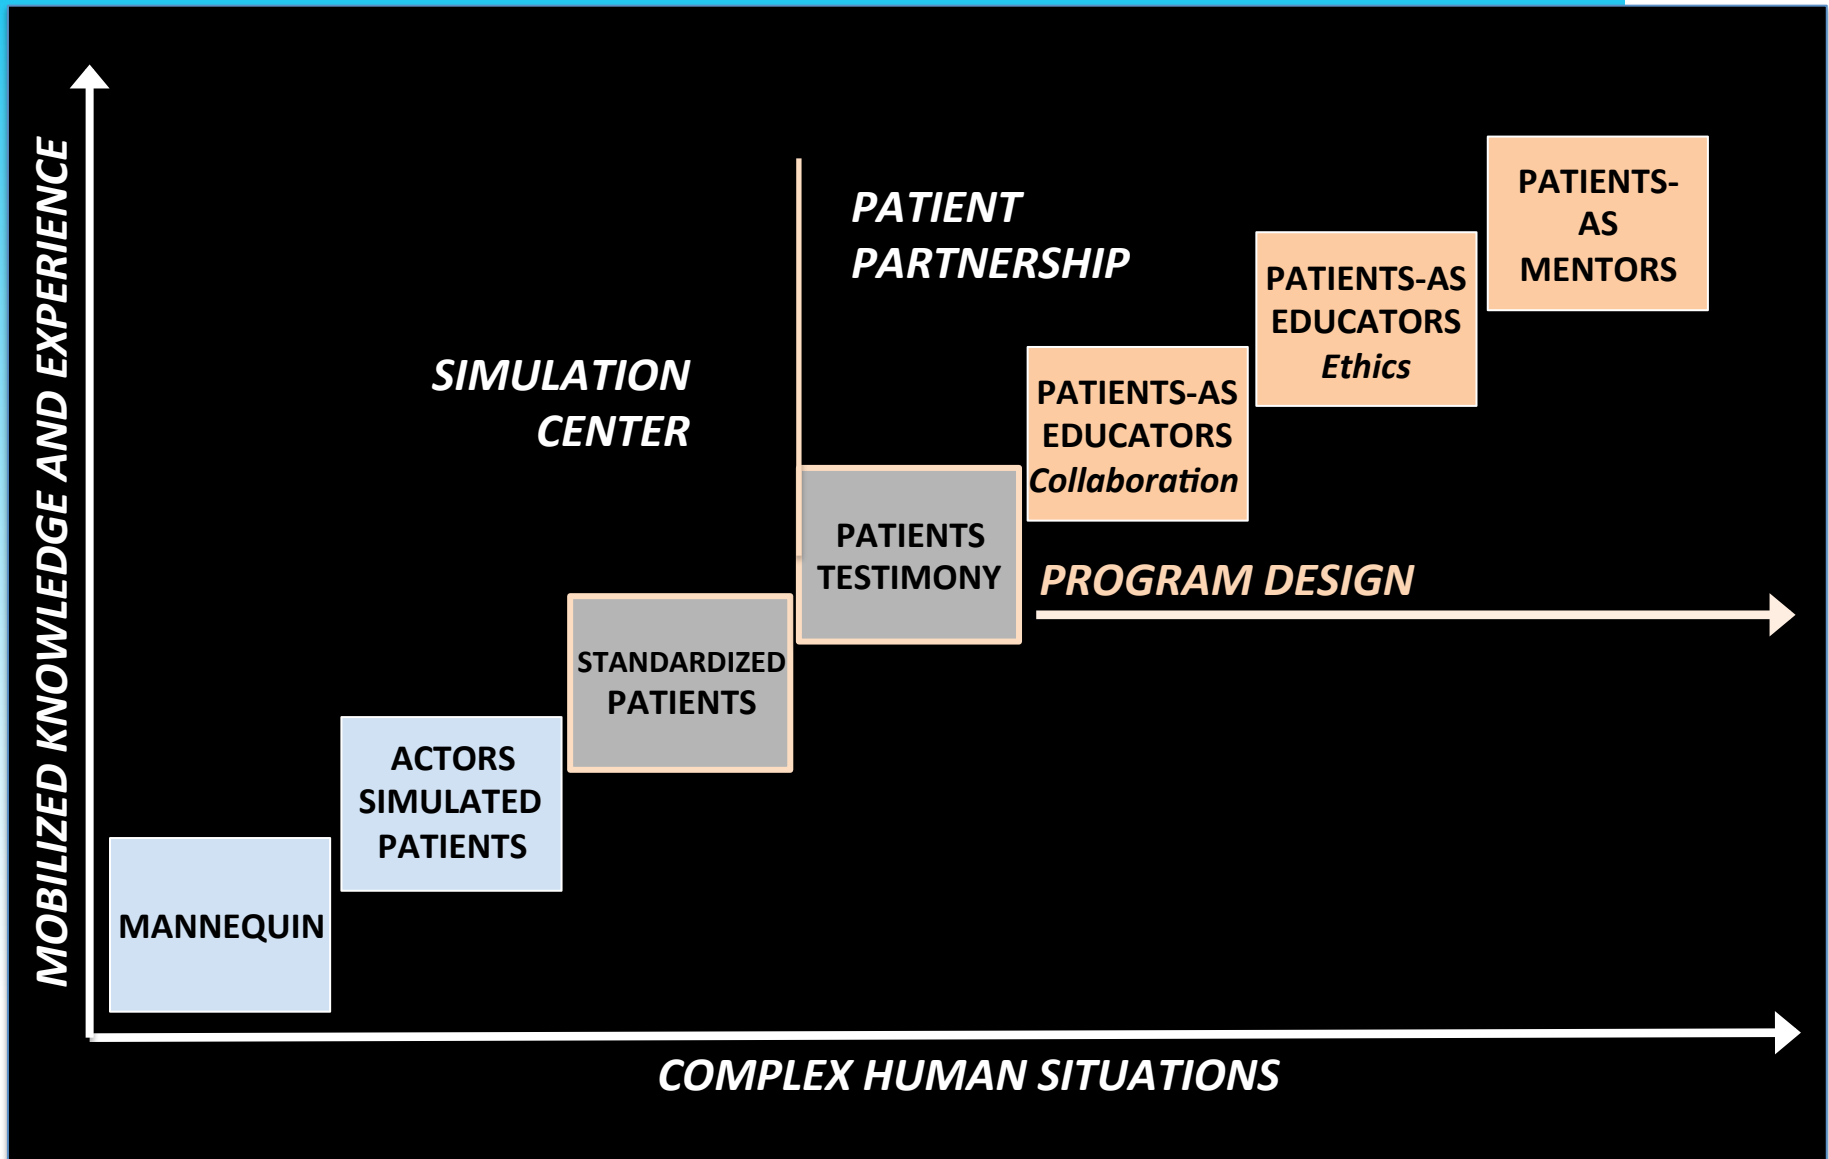 MOBILIZED KNOWLEDGE AND EXPERIENCE
SIMULATION
CENTER
PATIENT
PARTNERSHIP
MANNEQUIN
ACTORS
SIMULATED
PATIENTS
STANDARDIZED
PATIENTS
PATIENTS
TESTIMONY
PATIENTS-AS
EDUCATORS
Collaboration
PATIENTS-AS
EDUCATORS
Ethics
PATIENTS-
AS
MENTORS
PROGRAM DESIGN
COMPLEX HUMAN SITUATIONS